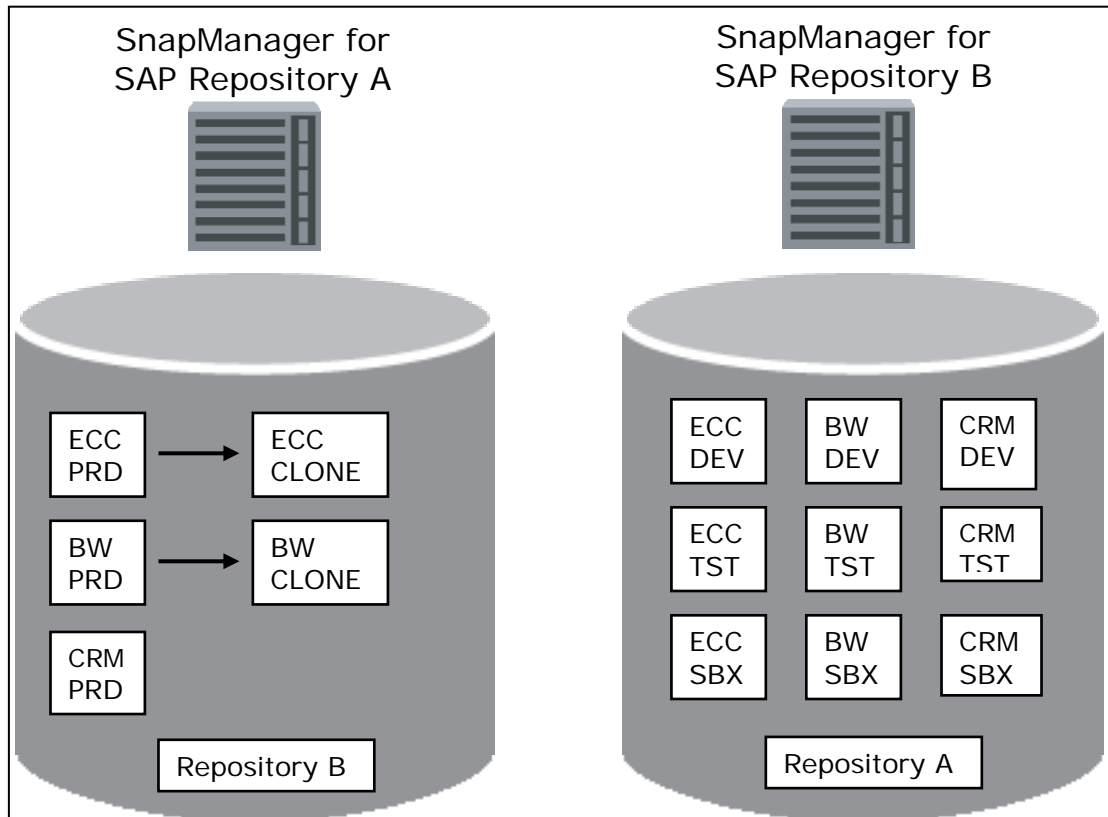 SnapManager for
SAP Repository A
SnapManager for
SAP Repository B
ECC
PRD
ECC
CLONE
BW
PRD
BW
CLONE
CRM
PRD
Repository B
ECC
DEV
BW
DEV
CRM
DEV
ECC
TST
BW
TST
CRM
TST
ECC
SBX
BW
SBX
CRM
SBX
Repository A